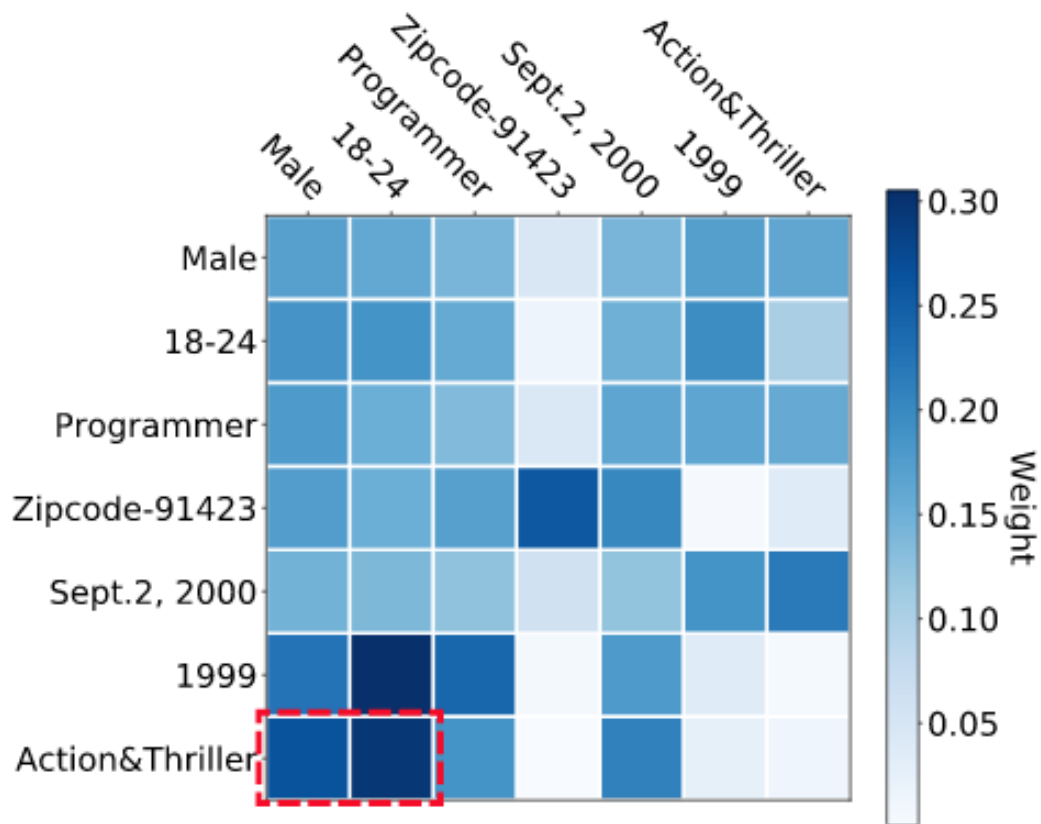 Male
18-24
Programmer
Zipcode-91423
Sept.2, 2000
1999
Action&Thriller
Male
18-24
Programmer
Zipcode-91423
Sept.2, 2000
1999
Action&Thriller
0.30
0.25
0.20
0.15
0.10
0.05
Weight